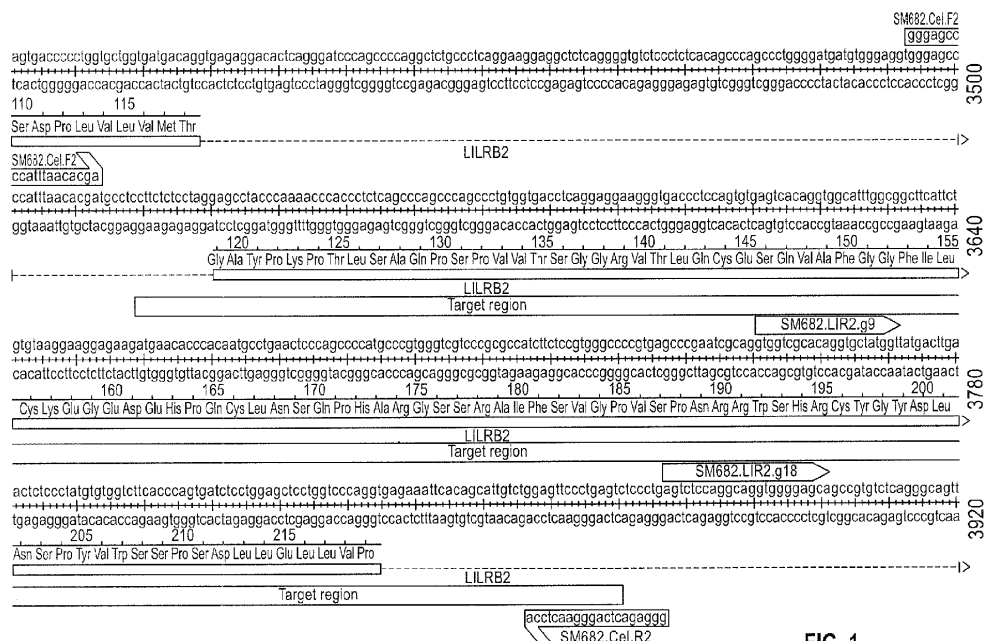 SM682.Cel.F2
gggagcc
agtgacccccctggtgctggtgatgacaggtgagaggacactcagggatcccagccccaggctctgccctcaggaaggaggctctcaggggtgtctccctctcacagcccagccctggggatgatgtgggaggtgggagcc
tcactgggggaccacgaccactactgtccactctcctgtgagtccctagggtcggggtccgagacgggagtccttcctccgagagtccccacagagggagagtgtcgggtcgggacccctactacaccctccaccctcgg
3500
110 115
Ser Asp Pro Leu Val Leu Val Met Thr
LILRB2
SM682.Cel.F2
ccatttaacacga
ccatttaacacgatgcctccttctctcctaggagcctacccaaaacccaccctctcagcccagcccagccctgtggtgacctcaggaggaagggtgaccctccagtgtgagtcacaggtggcatttggcggcttcattct
ggtaaattgtgctacggaggaagagaggatcctcggatgggttttgggtgggagagtcgggtcgggtcgggacaccactggagtcctccttcccactgggaggtcacactcagtgtccaccgtaaaccgccgaagtaaga
3640
120 125 130 135 140 145 150 155
Gly Ala Tyr Pro Lys Pro Thr Leu Ser Ala Gln Pro Ser Pro Val Val Thr Ser Gly Gly Arg Val Thr Leu Gln Cys Glu Ser Gln Val Ala Phe Gly Gly Phe Ile Leu
LILRB2
Target region
SM682.LIR2.g9
gtgtaaggaaggagaagatgaacacccacaatgcctgaactcccagccccatgcccgtgggtcgtcccgcgccatcttctccgtgggccccgtgagcccgaatcgcaggtggtcgcacaggtgctatggttatgacttga
cacattccttcctcttctacttgtgggtgttacggacttgagggtcggggtacgggcacccagcagggcgcggtagaagaggcacccggggcactcgggcttagcgtccaccagcgtgtccacgataccaatactgaact
3780
160 165 170 175 180 185 190 195 200
Cys Lys Glu Gly Glu Asp Glu His Pro Gln Cys Leu Asn Ser Gln Pro His Ala Arg Gly Ser Ser Arg Ala Ile Phe Ser Val Gly Pro Val Ser Pro Asn Arg Arg Trp Ser His Arg Cys Tyr Gly Tyr Asp Leu
LILRB2
Target region
SM682.LIR2.g18
actctccctatgtgtggtcttcacccagtgatctcctggagctcctggtcccaggtgagaaattcacagcattgtctggagttccctgagtctccctgagtctccaggcaggtggggagcagccgtgtctcagggcagtt
tgagagggatacacaccagaagtgggtcactagaggacctcgaggaccagggtccactctttaagtgtcgtaacagacctcaagggactcagagggactcagaggtccgtccacccctcgtcggcacagagtcccgtcaa
3920
205 210 215
Asn Ser Pro Tyr Val Trp Ser Ser Pro Ser Asp Leu Leu Glu Leu Leu Val Pro
LILRB2
Target region
acctcaagggactcagaggg
SM682.Cel.R2
FIG. 1